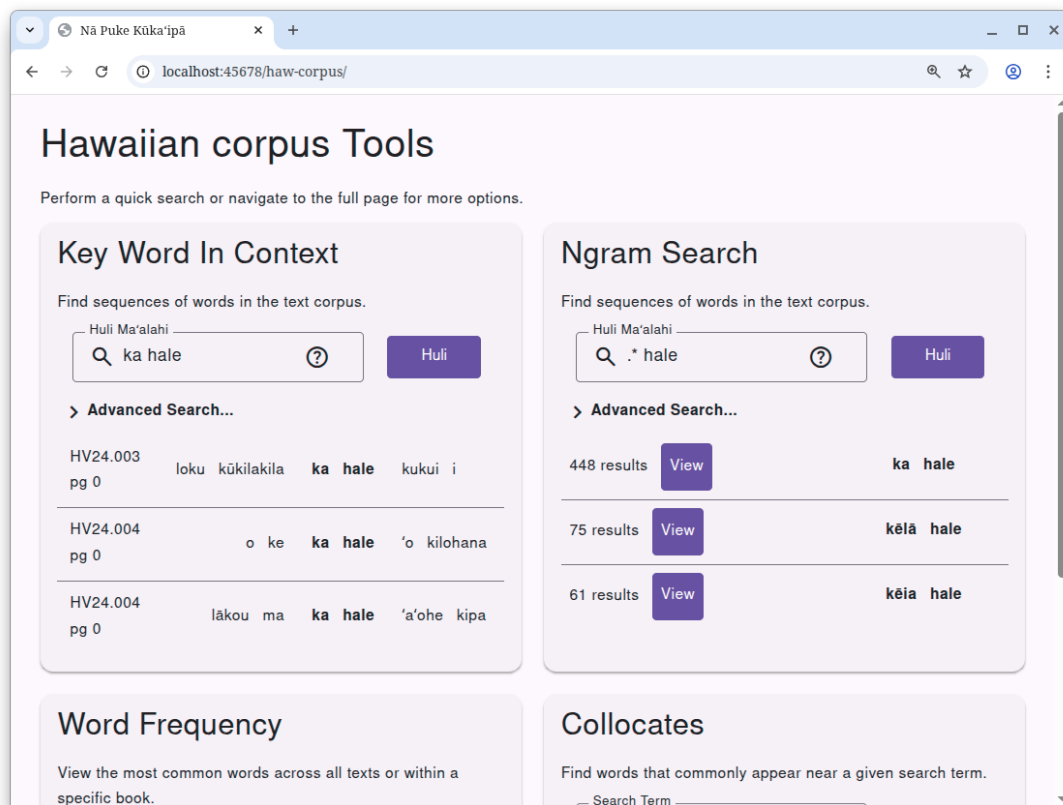 Nā Puke Kūkaʻipā
localhost:45678/haw-corpus/
Hawaiian corpus Tools
Perform a quick search or navigate to the full page for more options.
Key Word In Context
Find sequences of words in the text corpus.
Huli Maʻalahi
ka hale
Huli
Advanced Search...
HV24.003 pg 0 loku kūkilakila ka hale kukui i
HV24.004 pg 0 o ke ka hale ʻo kilohana
HV24.004 pg 0 lākou ma ka hale ʻaʻohe kipa
Ngram Search
Find sequences of words in the text corpus.
Huli Maʻalahi
.* hale
Huli
Advanced Search...
448 results View ka hale
75 results View kēlā hale
61 results View kēia hale
Word Frequency
View the most common words across all texts or within a
specific book.
Collocates
Find words that commonly appear near a given search term.
Search Term